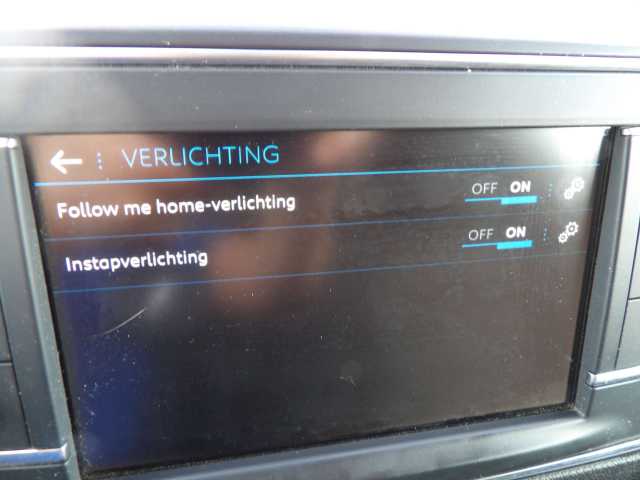 VERLICHTING
Follow me home-verlichting OFF ON
Instapverlichting OFF ON